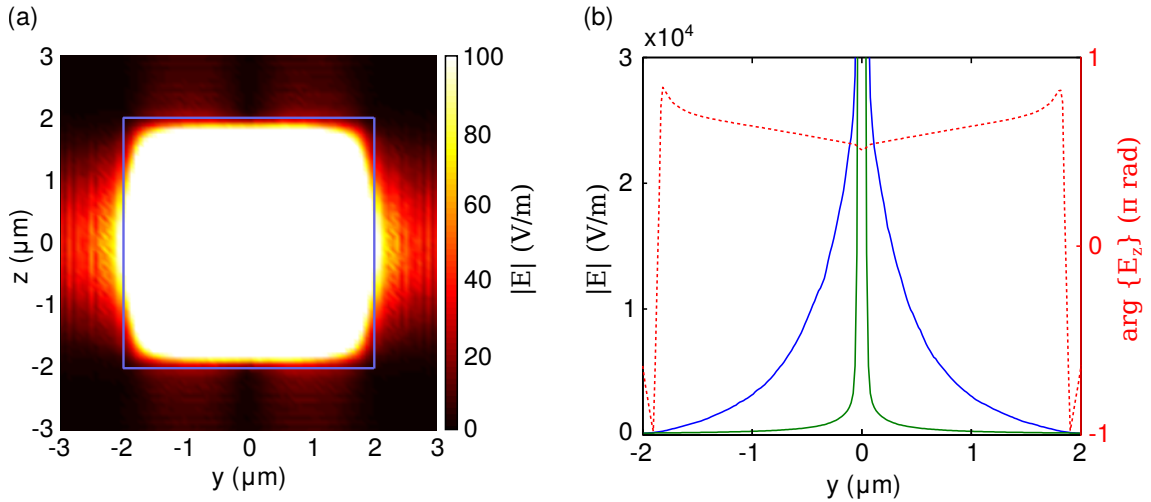 (a)
(b)
3
2
1
0
-1
-2
-3
z (µm)
-3 -2 -1 0 1 2 3
y (µm)
100
80
60
40
20
0
|E| (V/m)
x10⁴
3
2
1
0
|E| (V/m)
-2 -1 0 1 2
y (µm)
1
0
-1
arg {E_z} (π rad)